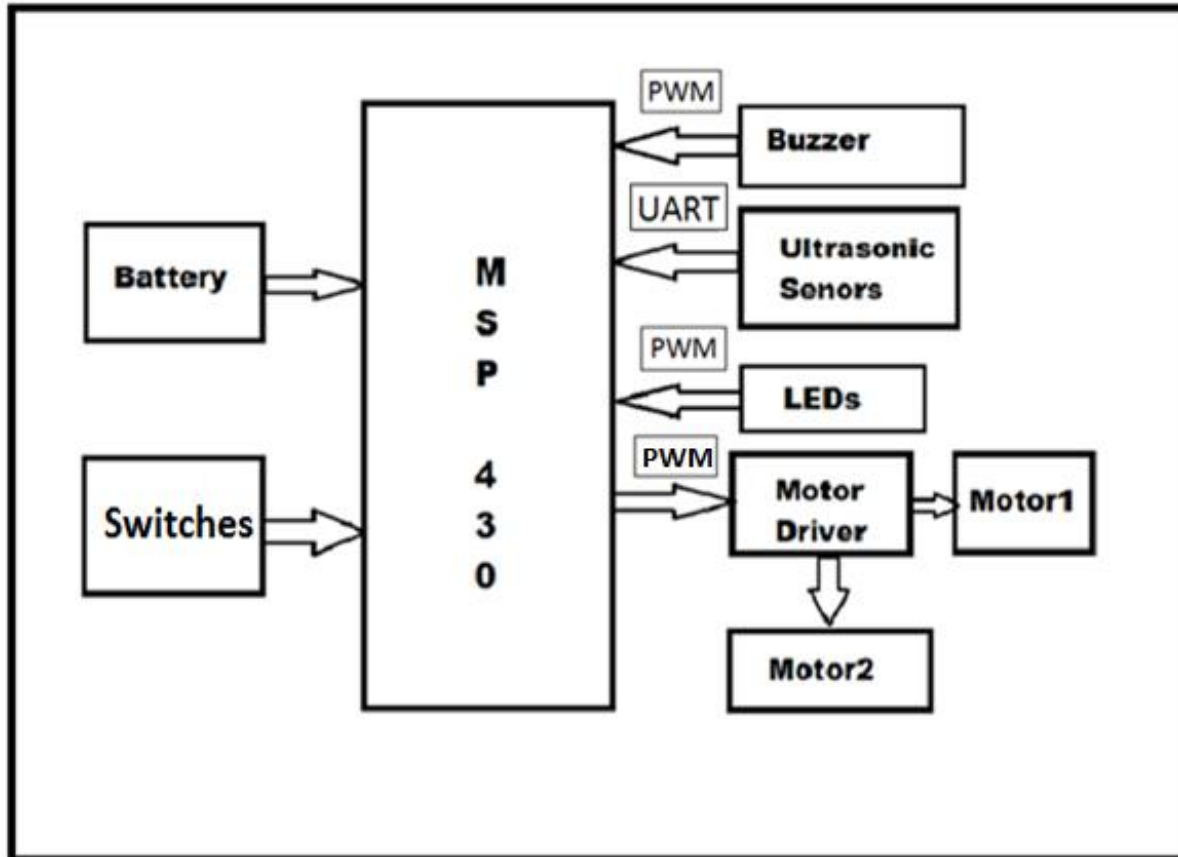 PWM
Buzzer
UART
Ultrasonic
Senors
Battery
M
S
P
4
3
0
PWM
LEDs
PWM
Motor
Driver
Motor1
Switches
Motor2